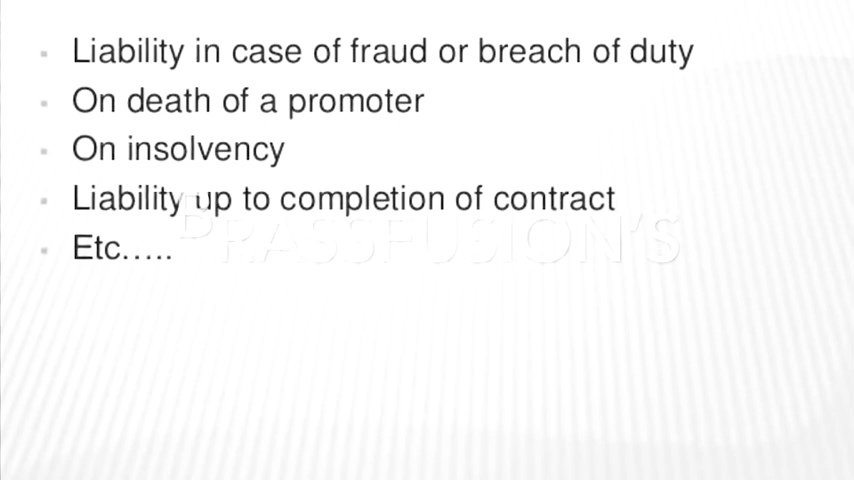 Liability in case of fraud or breach of duty
On death of a promoter
On insolvency
Liability up to completion of contract
PRASSFUSION'S
Etc.....